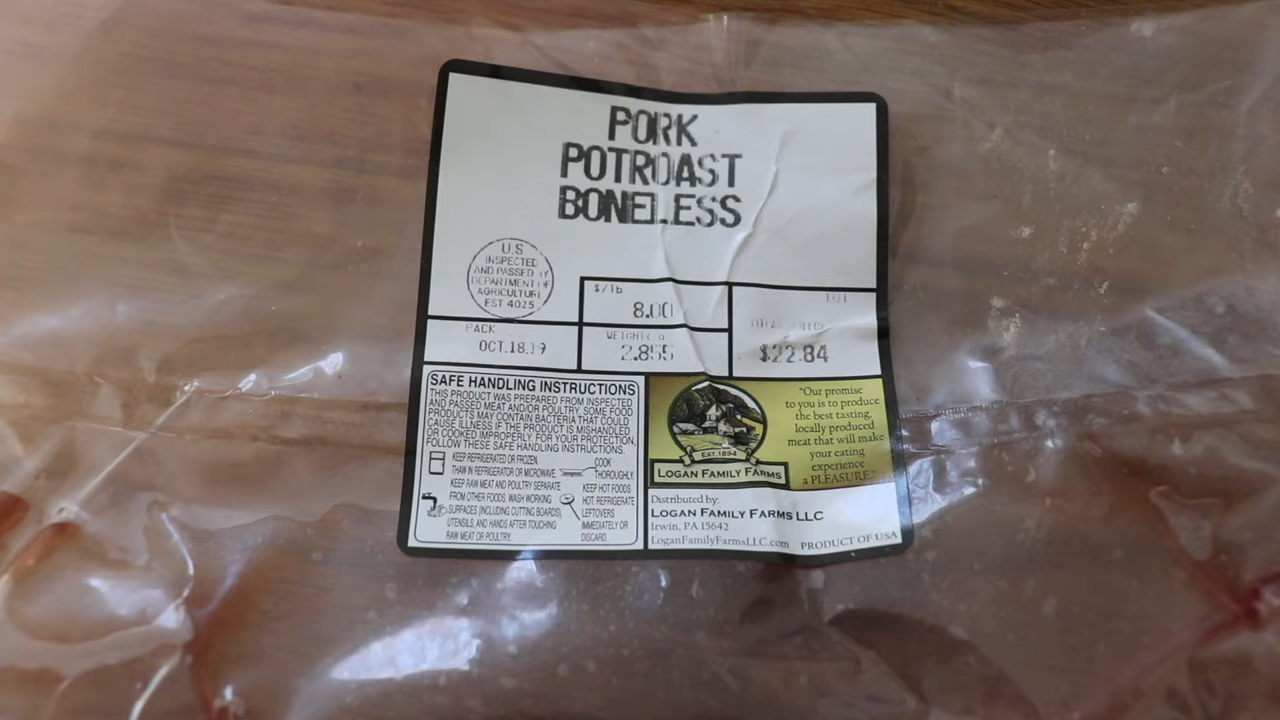 PORK
POTROAST
BONELESS
U.S
INSPECTED
AND PASSED BY
DEPARTMENT OF
AGRICULTURE
EST 4025
$/lb
8.00
TOT
PACK
OCT.18.19
WEIGHT
2.855
$22.84
SAFE HANDLING INSTRUCTIONS
THIS PRODUCT WAS PREPARED FROM INSPECTED
AND PASSED MEAT AND/OR POULTRY. SOME FOOD
PRODUCTS MAY CONTAIN BACTERIA THAT COULD
CAUSE ILLNESS IF THE PRODUCT IS MISHANDLED
OR COOKED IMPROPERLY. FOR YOUR PROTECTION,
FOLLOW THESE SAFE HANDLING INSTRUCTIONS.
KEEP REFRIGERATED OR FROZEN.
THAW IN REFRIGERATOR OR MICROWAVE.
COOK
THOROUGHLY.
KEEP RAW MEAT AND POULTRY SEPARATE
FROM OTHER FOODS. WASH WORKING
SURFACES (INCLUDING CUTTING BOARDS),
UTENSILS, AND HANDS AFTER TOUCHING
RAW MEAT OR POULTRY.
KEEP HOT FOODS
HOT. REFRIGERATE
LEFTOVERS
IMMEDIATELY OR
DISCARD.
EST. 1894
LOGAN FAMILY FARMS
"Our promise
to you is to produce
the best tasting,
locally produced
meat that will make
your eating
experience
a PLEASURE."
Distributed by:
LOGAN FAMILY FARMS LLC
Irwin, PA 15642
LoganFamilyFarmsLLC.com PRODUCT OF USA